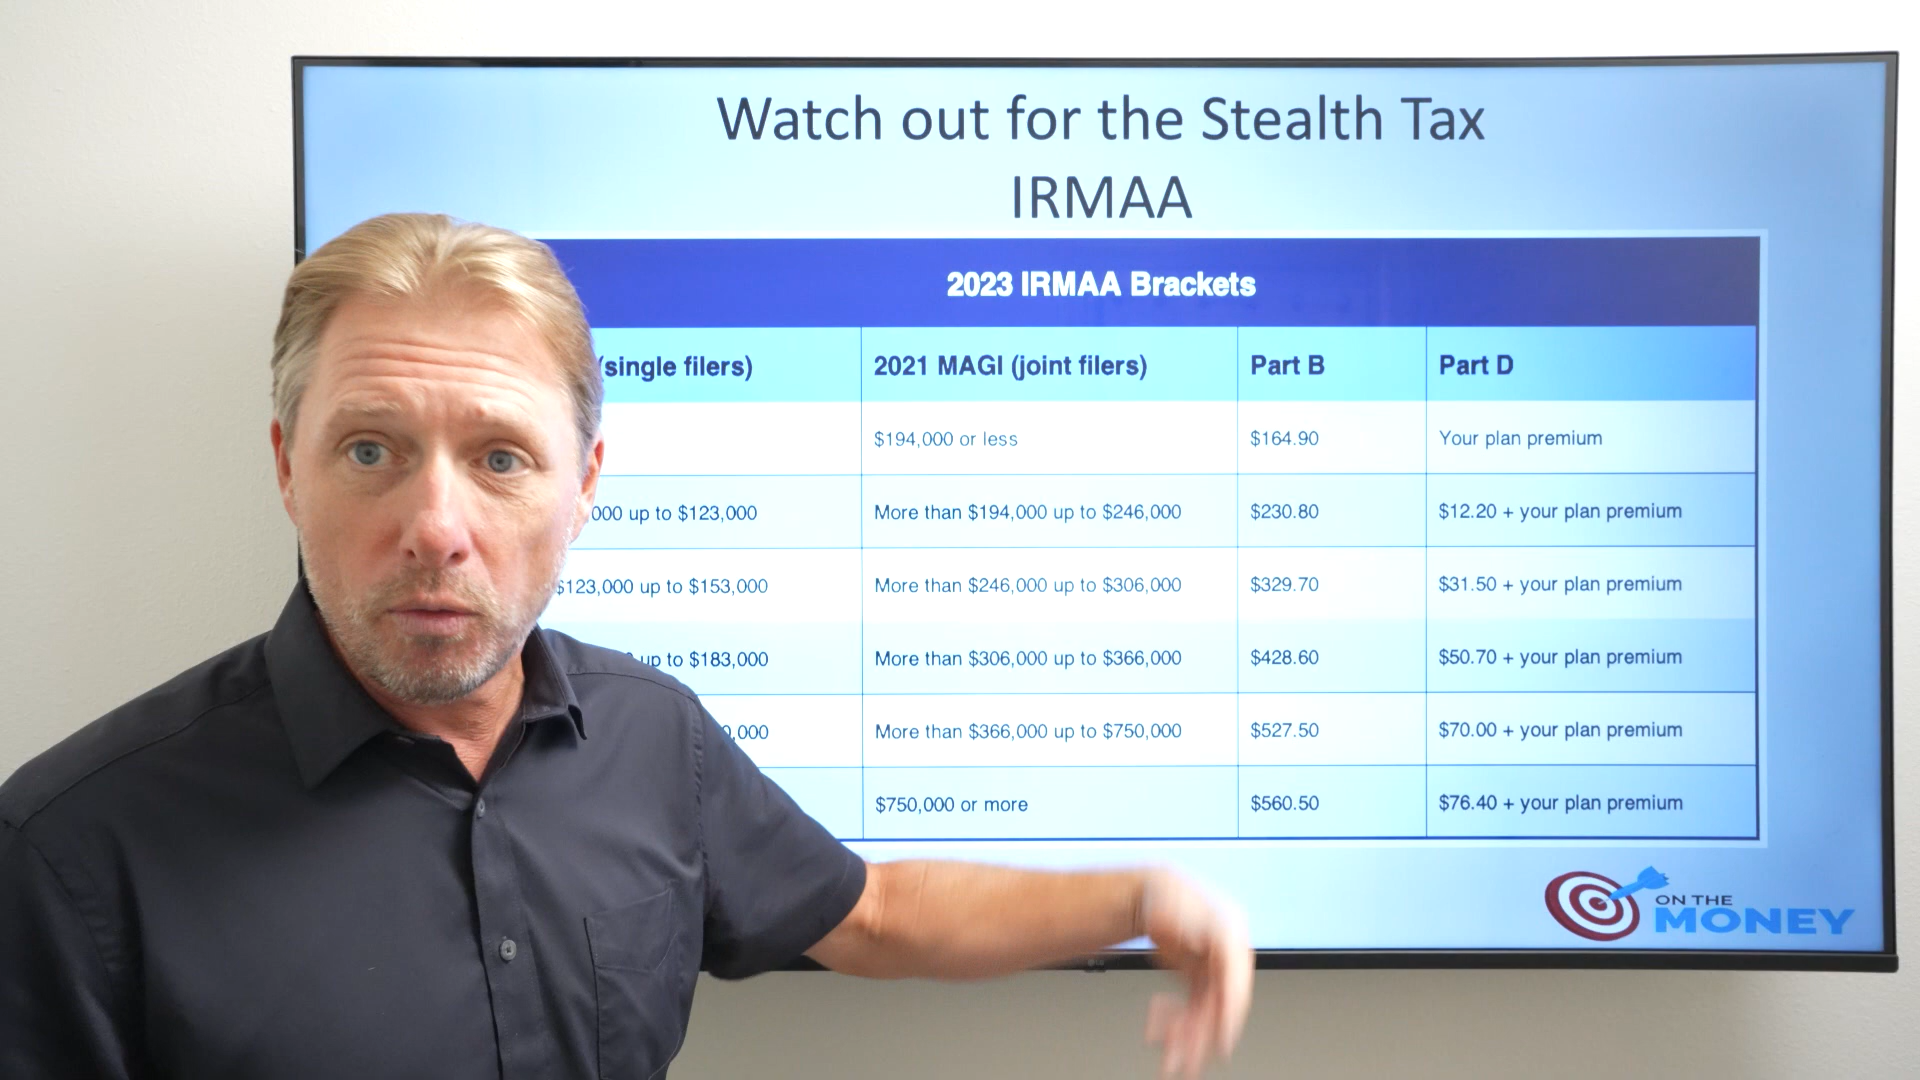 Watch out for the Stealth Tax
IRMAA
2023 IRMAA Brackets
(single filers) 2021 MAGI (joint filers) Part B Part D
$194,000 or less $164.90 Your plan premium
000 up to $123,000 More than $194,000 up to $246,000 $230.80 $12.20 + your plan premium
$123,000 up to $153,000 More than $246,000 up to $306,000 $329.70 $31.50 + your plan premium
up to $183,000 More than $306,000 up to $366,000 $428.60 $50.70 + your plan premium
,000 More than $366,000 up to $750,000 $527.50 $70.00 + your plan premium
$750,000 or more $560.50 $76.40 + your plan premium
ON THE
MONEY
LG